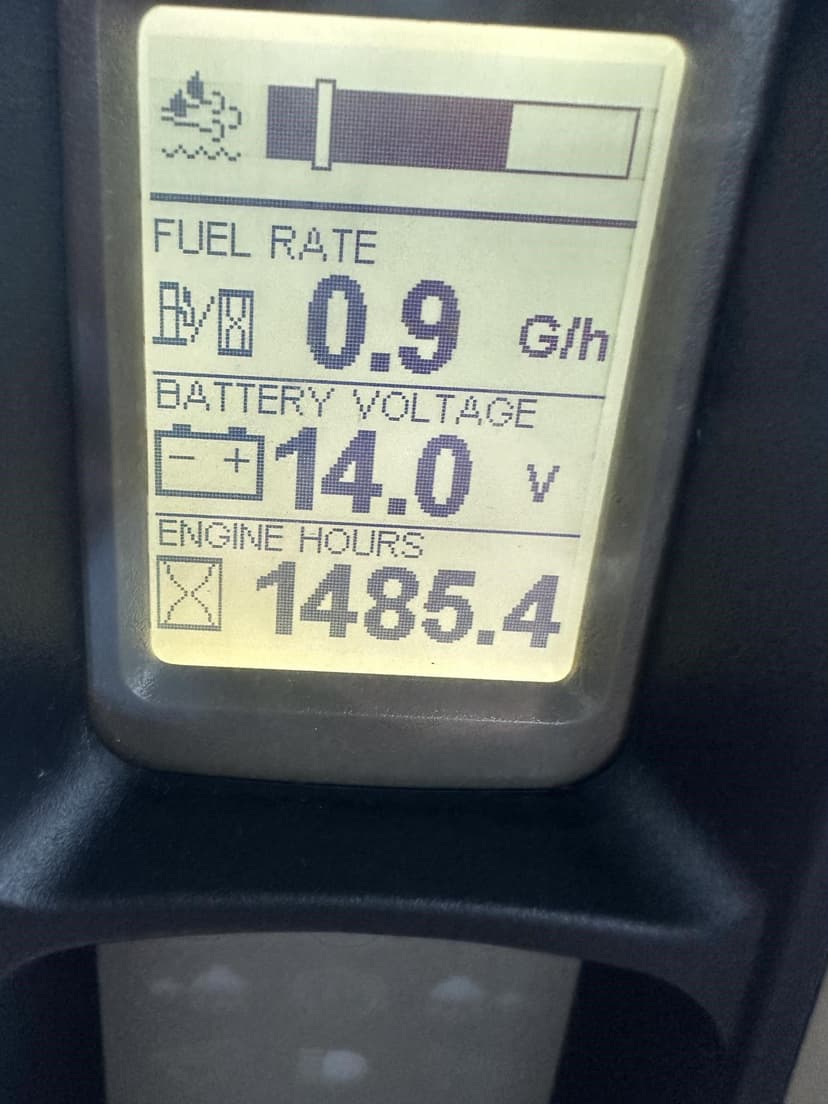 FUEL RATE
0.9 G/h
BATTERY VOLTAGE
- + 14.0 V
ENGINE HOURS
1485.4